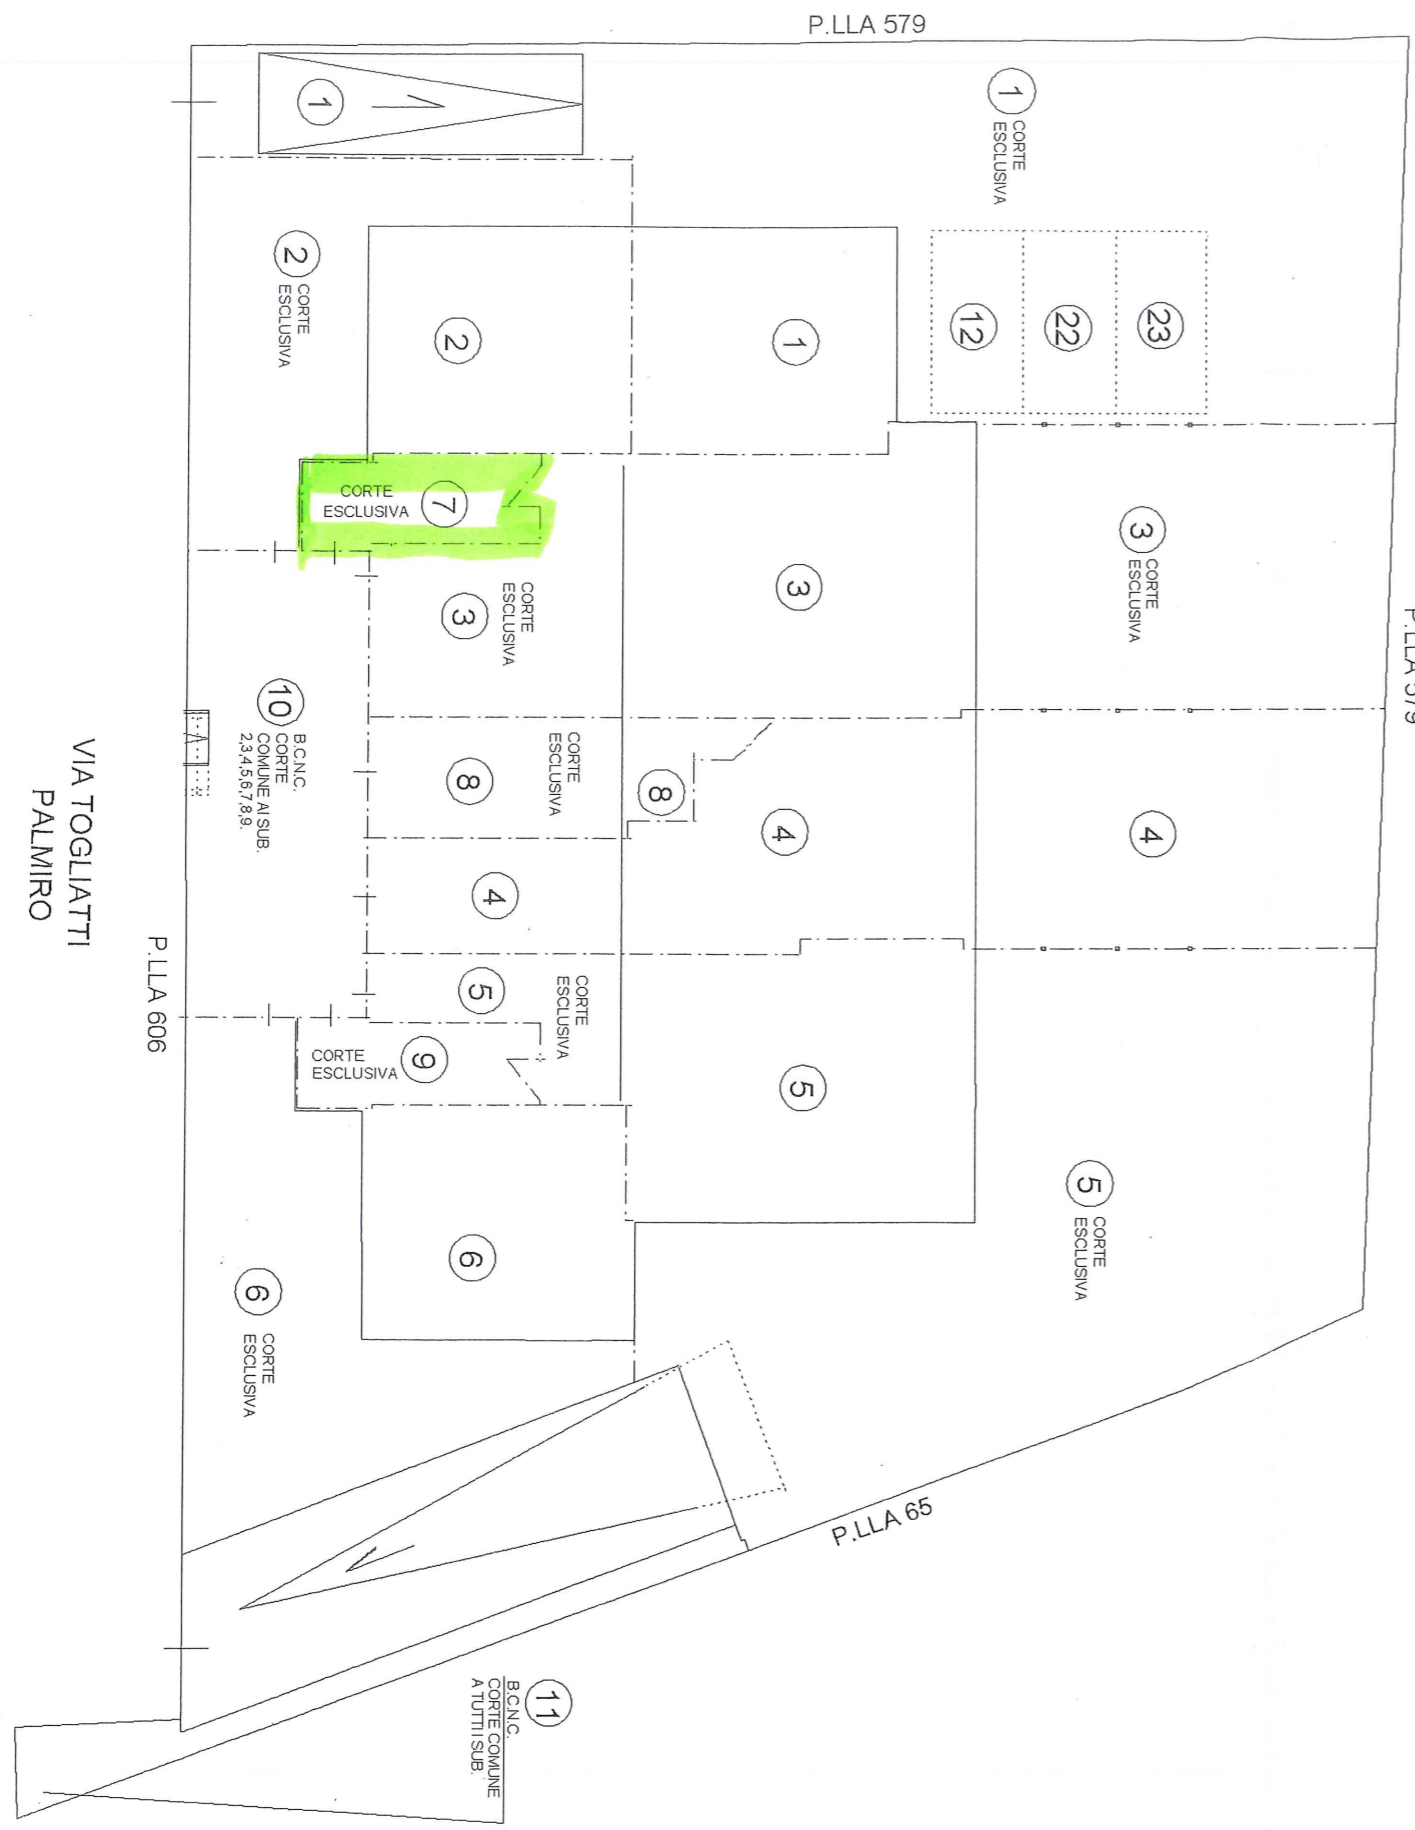 P.LLA 579
1
1
CORTE
ESCLUSIVA
2
CORTE
ESCLUSIVA
2
1
12
22
23
CORTE
ESCLUSIVA
7
3
CORTE
ESCLUSIVA
3
3
CORTE
ESCLUSIVA
P.LLA 579
10
B.C.N.C.
CORTE
COMUNE AI SUB.
2,3,4,5,6,7,8,9.
8
CORTE
ESCLUSIVA
8
4
4
4
VIA TOGLIATTI
PALMIRO
P.LLA 606
5
CORTE
ESCLUSIVA
CORTE
ESCLUSIVA
9
5
5
CORTE
ESCLUSIVA
6
6
CORTE
ESCLUSIVA
P.LLA 65
11
B.C.N.C.
CORTE COMUNE
A TUTTI I SUB.